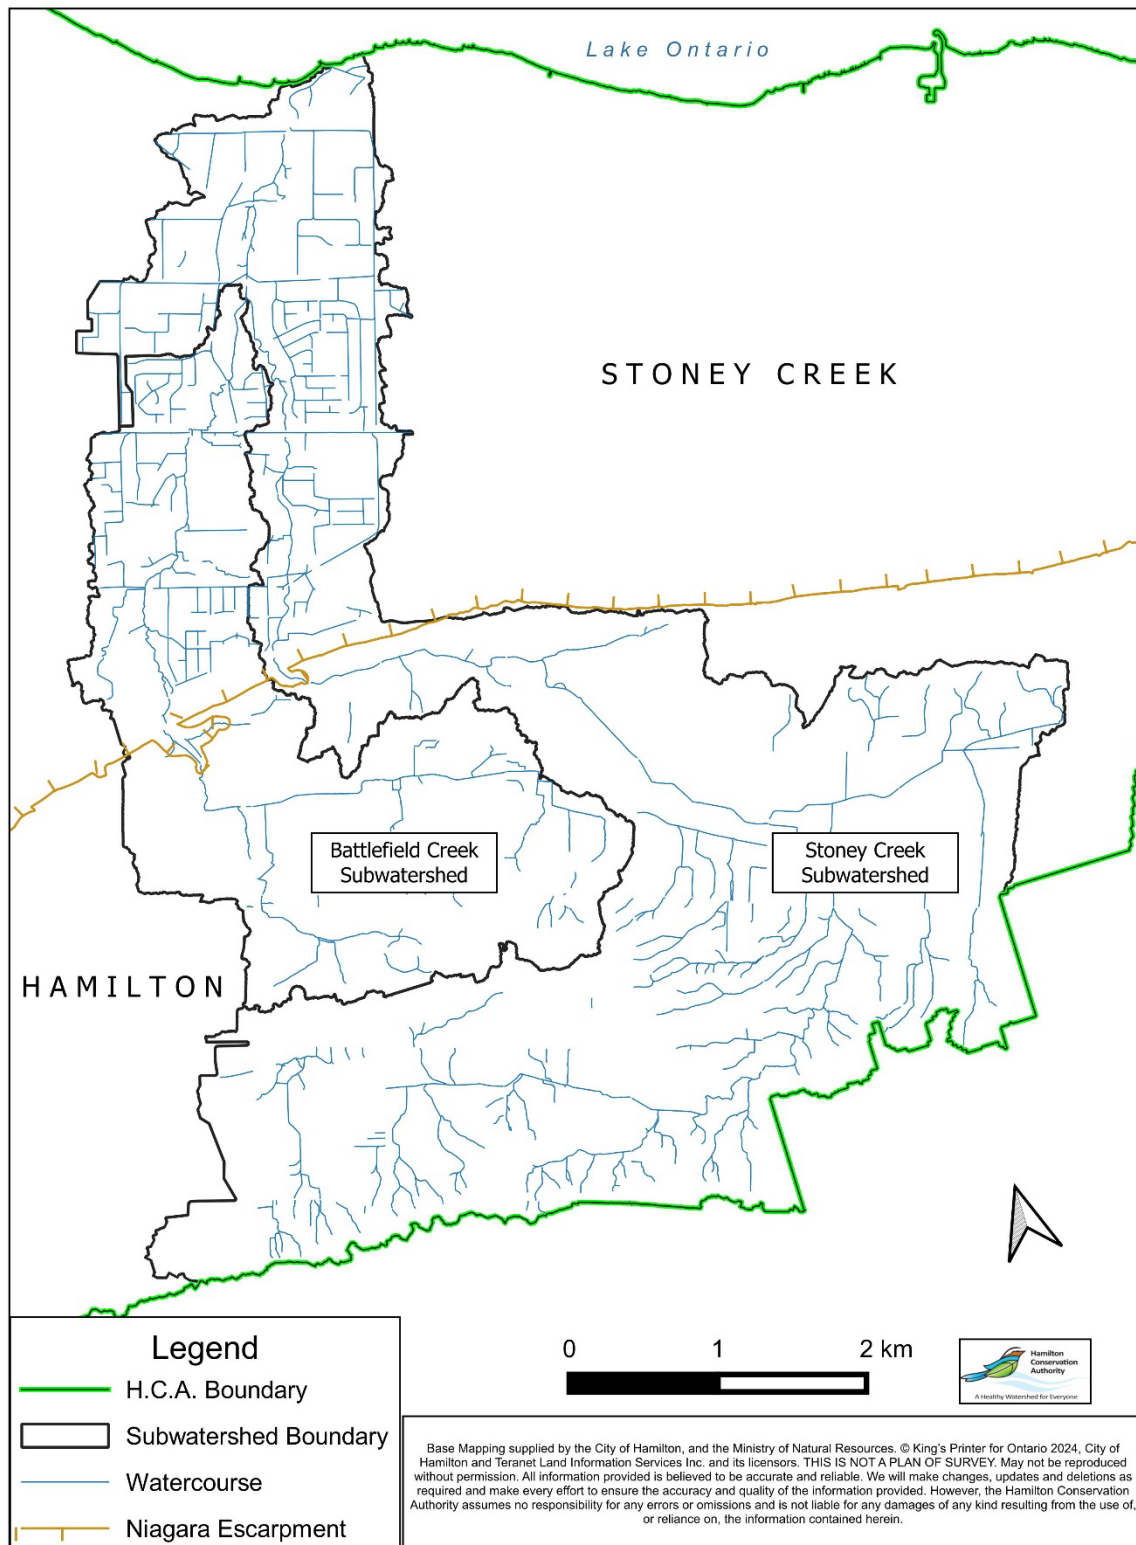 Lake Ontario
STONEY CREEK
Battlefield Creek
Subwatershed
Stoney Creek
Subwatershed
HAMILTON
Legend
H.C.A. Boundary
Subwatershed Boundary
Watercourse
Niagara Escarpment
0 1 2 km
Hamilton
Conservation
Authority
A Healthy Watershed for Everyone
Base Mapping supplied by the City of Hamilton, and the Ministry of Natural Resources. © King's Printer for Ontario 2024, City of
Hamilton and Teranet Land Information Services Inc. and its licensors. THIS IS NOT A PLAN OF SURVEY. May not be reproduced
without permission. All information provided is believed to be accurate and reliable. We will make changes, updates and deletions as
required and make every effort to ensure the accuracy and quality of the information provided. However, the Hamilton Conservation
Authority assumes no responsibility for any errors or omissions and is not liable for any damages of any kind resulting from the use of,
or reliance on, the information contained herein.